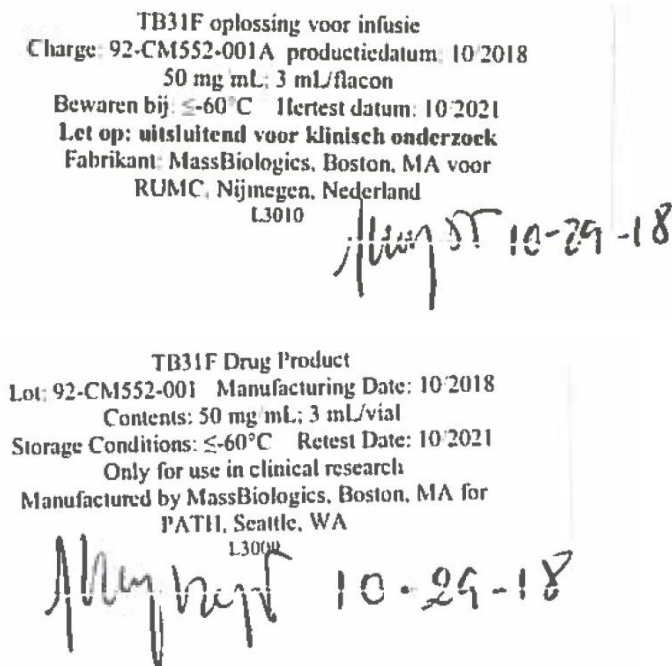 TB31F oplossing voor infusie
Charge: 92-CM552-001A productiedatum: 10/2018
50 mg/mL; 3 mL/flacon
Bewaren bij: ≤-60°C Hertest datum: 10/2021
Let op: uitsluitend voor klinisch onderzoek
Fabrikant: MassBiologics, Boston, MA voor
RUMC, Nijmegen, Nederland
L3010
10-29-18
TB31F Drug Product
Lot: 92-CM552-001 Manufacturing Date: 10/2018
Contents: 50 mg/mL; 3 mL/vial
Storage Conditions: ≤-60°C Retest Date: 10/2021
Only for use in clinical research
Manufactured by MassBiologics, Boston, MA for
PATH, Seattle, WA
L3009
10-29-18